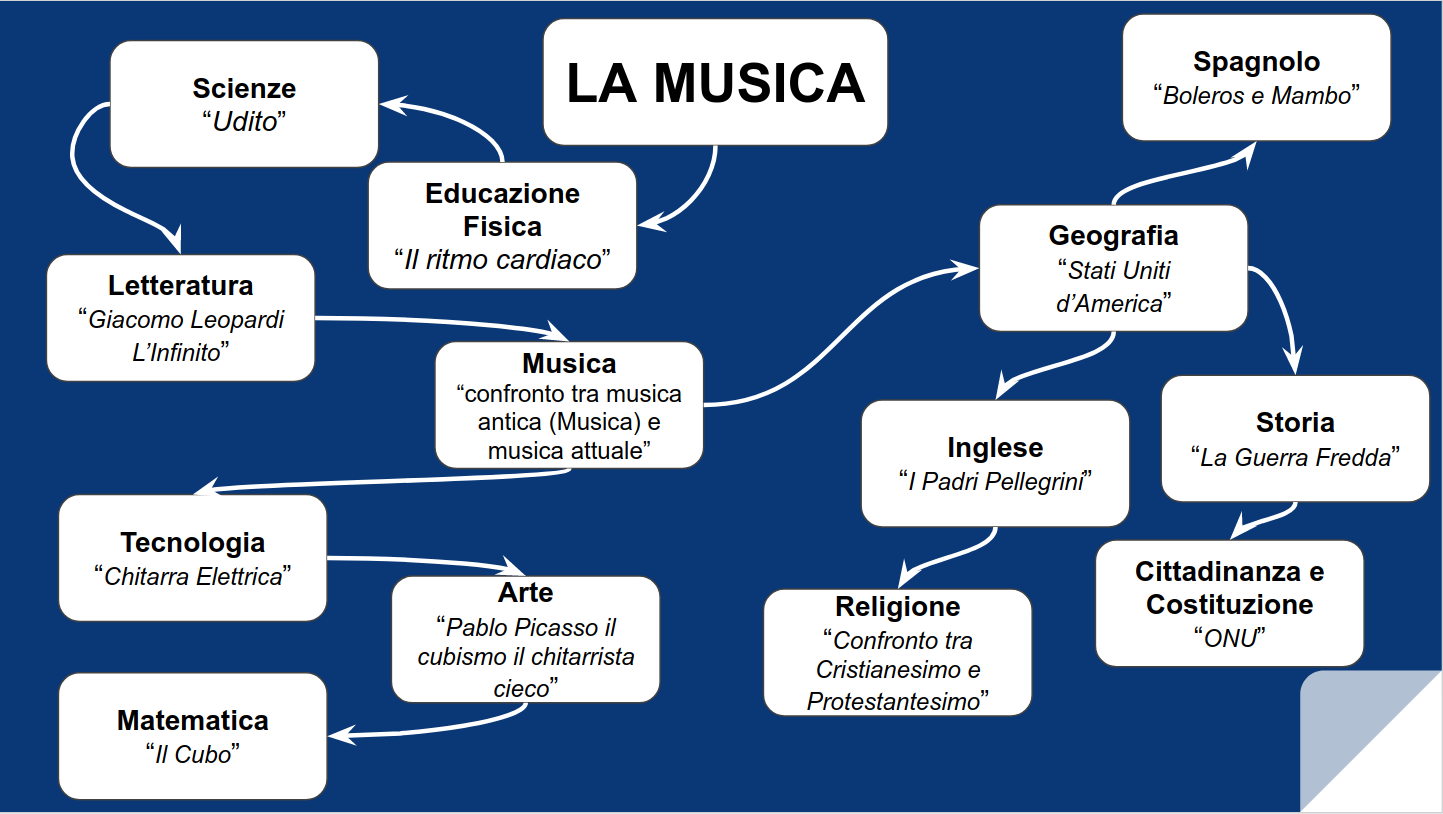 LA MUSICA
Educazione
Fisica
“Il ritmo cardiaco”
Scienze
“Udito”
Letteratura
“Giacomo Leopardi
L’Infinito”
Musica
“confronto tra musica
antica (Musica) e
musica attuale”
Tecnologia
“Chitarra Elettrica”
Arte
“Pablo Picasso il
cubismo il chitarrista
cieco”
Matematica
“Il Cubo”
Geografia
“Stati Uniti
d’America”
Spagnolo
“Boleros e Mambo”
Inglese
“I Padri Pellegrini”
Religione
“Confronto tra
Cristianesimo e
Protestantesimo”
Storia
“La Guerra Fredda”
Cittadinanza e
Costituzione
“ONU”